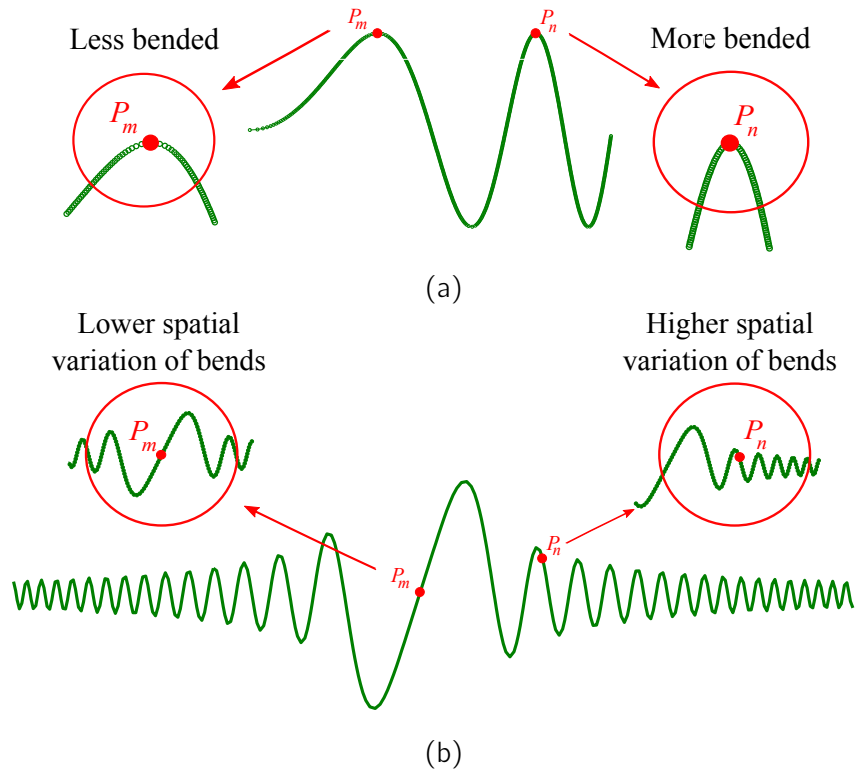 P_m
P_n
Less bended
More bended
P_m
P_n
(a)
Lower spatial
variation of bends
Higher spatial
variation of bends
P_m
P_n
P_m
P_n
(b)